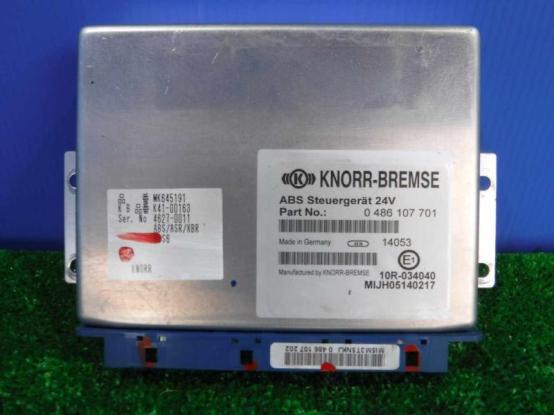 MK645191
K41-00163
Ser. No 4627-0011
ABS/ASR/XBR
KNORR
KNORR-BREMSE
ABS Steuergerät 24V
Part No.: 0 486 107 701
Made in Germany 14053
Manufactured by KNORR-BREMSE
E1
10R-034040
MIJH05140217
0 486 107 202